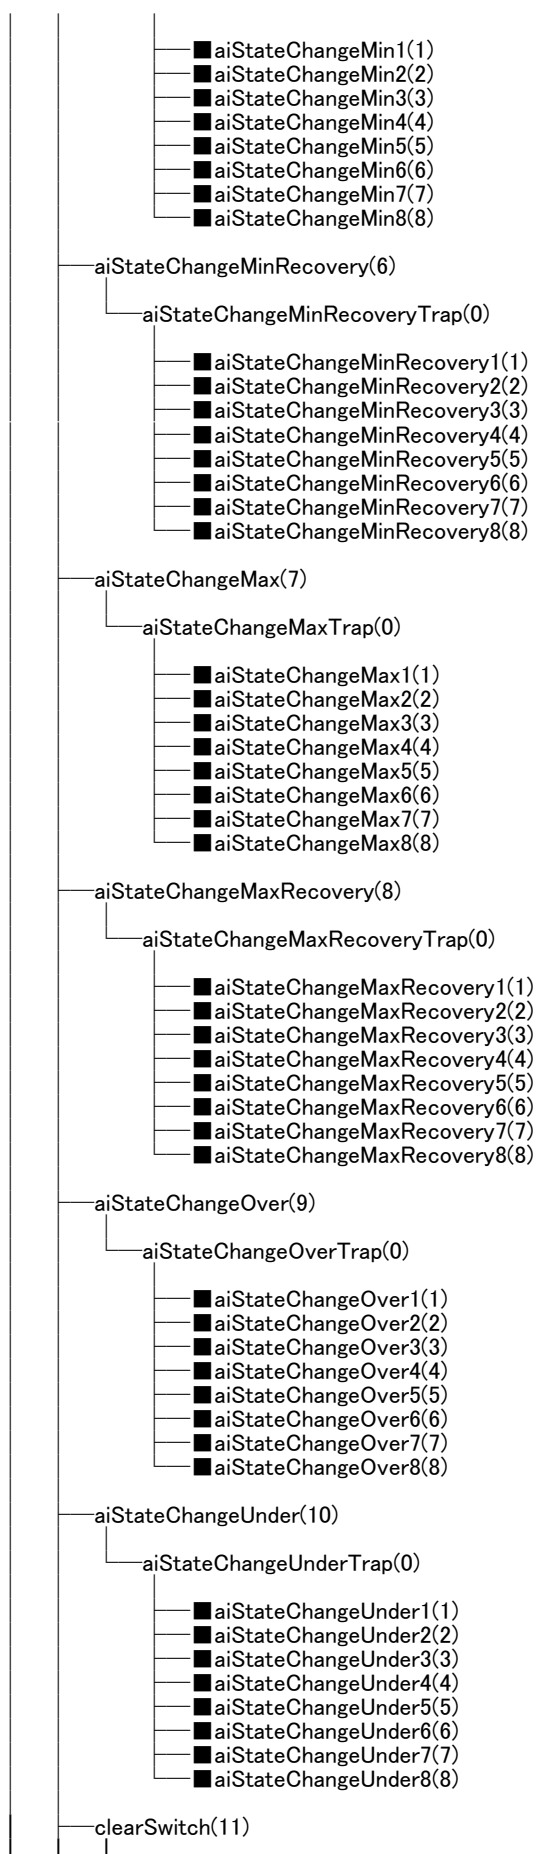 ■aiStateChangeMin1(1)
■aiStateChangeMin2(2)
■aiStateChangeMin3(3)
■aiStateChangeMin4(4)
■aiStateChangeMin5(5)
■aiStateChangeMin6(6)
■aiStateChangeMin7(7)
■aiStateChangeMin8(8)
aiStateChangeMinRecovery(6)
aiStateChangeMinRecoveryTrap(0)
■aiStateChangeMinRecovery1(1)
■aiStateChangeMinRecovery2(2)
■aiStateChangeMinRecovery3(3)
■aiStateChangeMinRecovery4(4)
■aiStateChangeMinRecovery5(5)
■aiStateChangeMinRecovery6(6)
■aiStateChangeMinRecovery7(7)
■aiStateChangeMinRecovery8(8)
aiStateChangeMax(7)
aiStateChangeMaxTrap(0)
■aiStateChangeMax1(1)
■aiStateChangeMax2(2)
■aiStateChangeMax3(3)
■aiStateChangeMax4(4)
■aiStateChangeMax5(5)
■aiStateChangeMax6(6)
■aiStateChangeMax7(7)
■aiStateChangeMax8(8)
aiStateChangeMaxRecovery(8)
aiStateChangeMaxRecoveryTrap(0)
■aiStateChangeMaxRecovery1(1)
■aiStateChangeMaxRecovery2(2)
■aiStateChangeMaxRecovery3(3)
■aiStateChangeMaxRecovery4(4)
■aiStateChangeMaxRecovery5(5)
■aiStateChangeMaxRecovery6(6)
■aiStateChangeMaxRecovery7(7)
■aiStateChangeMaxRecovery8(8)
aiStateChangeOver(9)
aiStateChangeOverTrap(0)
■aiStateChangeOver1(1)
■aiStateChangeOver2(2)
■aiStateChangeOver3(3)
■aiStateChangeOver4(4)
■aiStateChangeOver5(5)
■aiStateChangeOver6(6)
■aiStateChangeOver7(7)
■aiStateChangeOver8(8)
aiStateChangeUnder(10)
aiStateChangeUnderTrap(0)
■aiStateChangeUnder1(1)
■aiStateChangeUnder2(2)
■aiStateChangeUnder3(3)
■aiStateChangeUnder4(4)
■aiStateChangeUnder5(5)
■aiStateChangeUnder6(6)
■aiStateChangeUnder7(7)
■aiStateChangeUnder8(8)
clearSwitch(11)